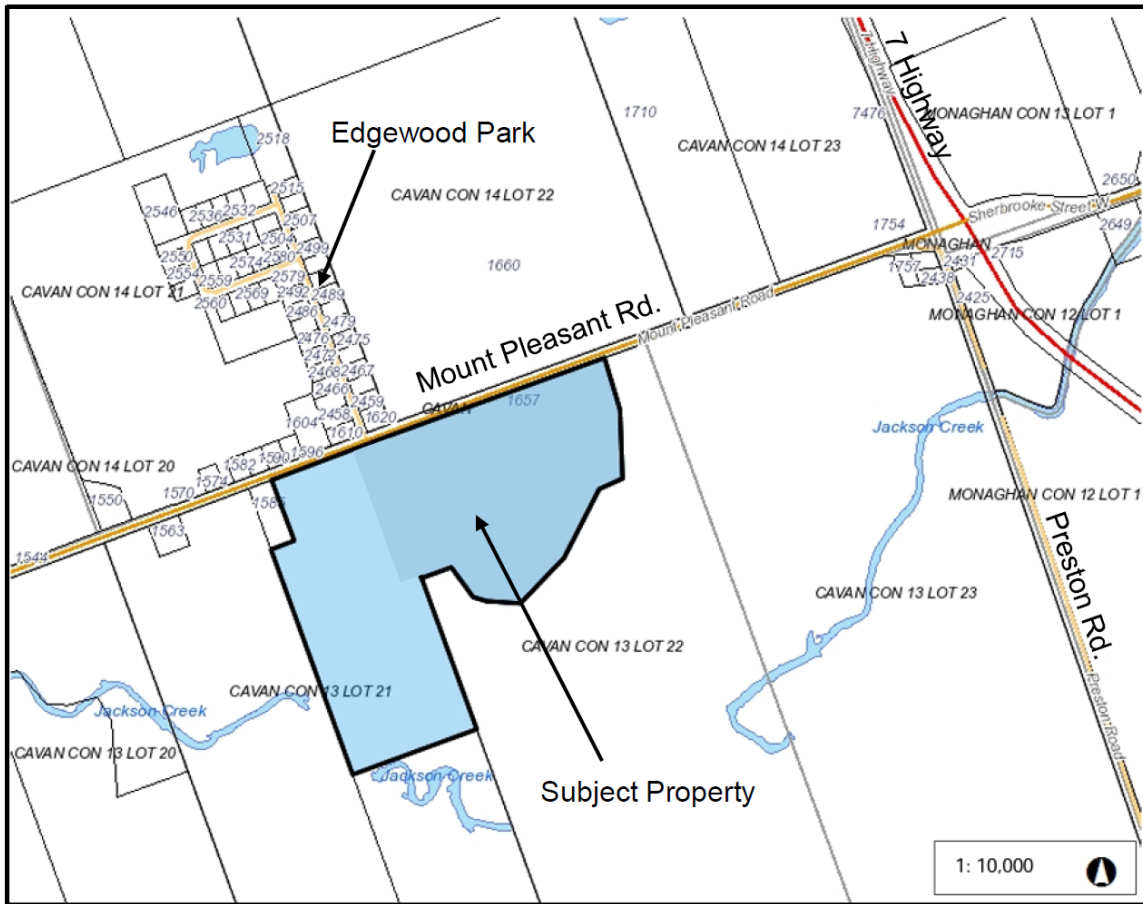 7 Highway
7 Highway
1710
7476
MONAGHAN CON 13 LOT 1
2518
Edgewood Park
CAVAN CON 14 LOT 23
2515
2650
CAVAN CON 14 LOT 22
2546
2536
2532
2507
Sherbrooke Street W
1754
2649
2531
2504
2499
MONAGHAN
2550
2574
2580
2715
2554
2559
2579
1660
1757
2431
2438
CAVAN CON 14 LOT 21
2560
2569
2492
2489
2425
2486
2479
Mount Pleasant Rd.
Mount Pleasant Road
MONAGHAN CON 12 LOT 1
2476
2475
2472
2468
2467
2466
2459
CAVAN
1657
2458
1620
1604
1610
Jackson Creek
1596
1590
1582
CAVAN CON 14 LOT 20
1574
1570
1550
1585
MONAGHAN CON 12 LOT 1
1563
1544
Preston Rd.
CAVAN CON 13 LOT 23
CAVAN CON 13 LOT 22
CAVAN CON 13 LOT 21
Jackson Creek
Preston Road
CAVAN CON 13 LOT 20
Jackson Creek
Subject Property
1: 10,000